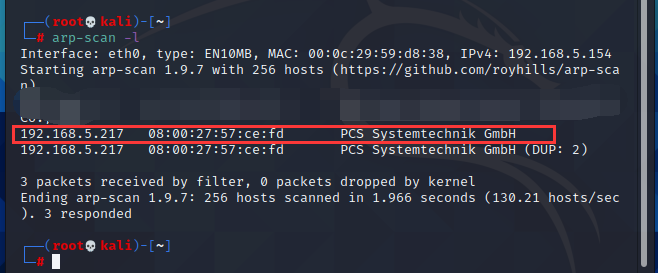 (root💀kali)-[~]
# arp-scan -l
Interface: eth0, type: EN10MB, MAC: 00:0c:29:59:d8:38, IPv4: 192.168.5.154
Starting arp-scan 1.9.7 with 256 hosts (https://github.com/royhills/arp-sca
n)
192.168.5.217 08:00:27:57:ce:fd PCS Systemtechnik GmbH
192.168.5.217 08:00:27:57:ce:fd PCS Systemtechnik GmbH (DUP: 2)
3 packets received by filter, 0 packets dropped by kernel
Ending arp-scan 1.9.7: 256 hosts scanned in 1.966 seconds (130.21 hosts/sec
). 3 responded
(root💀kali)-[~]
#